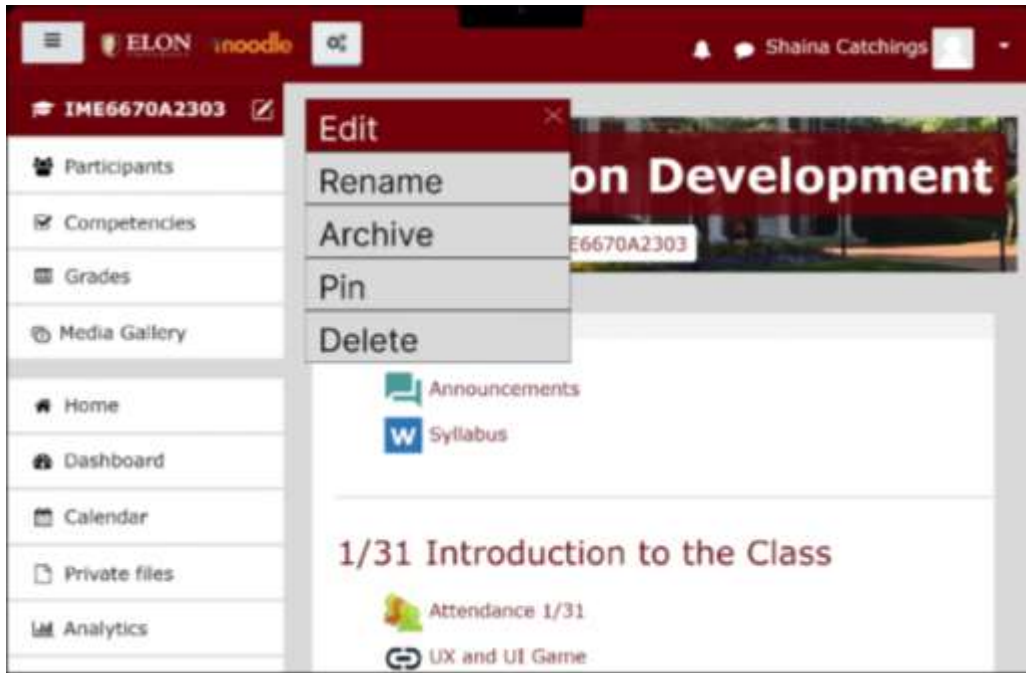 ELON moodle
Shaina Catchings
IME6670A2303
Participants
Competencies
Grades
Media Gallery
Home
Dashboard
Calendar
Private files
Analytics
Edit
Rename
Archive
Pin
Delete
on Development
E6670A2303
Announcements
W Syllabus
1/31 Introduction to the Class
Attendance 1/31
UX and UI Game